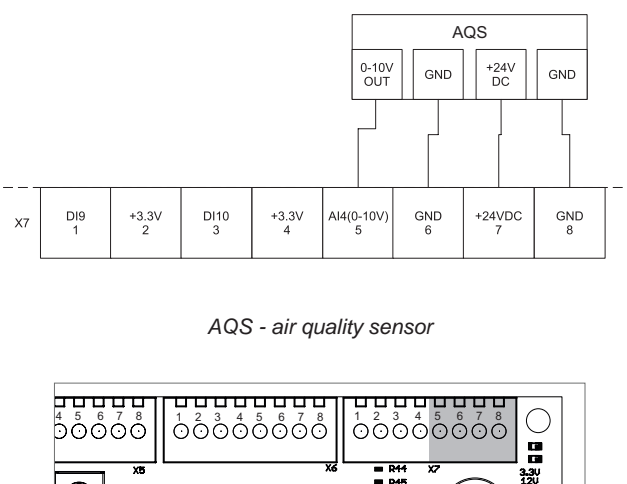 AQS
0-10V
OUT
GND
+24V
DC
GND
X7
DI9
1
+3.3V
2
DI10
3
+3.3V
4
AI4(0-10V)
5
GND
6
+24VDC
7
GND
8
AQS - air quality sensor
4 5 6 7 8
1 2 3 4 5 6 7 8
1 2 3 4 5 6 7 8
X5
X6
R44
X7
R45
3.3V
12V